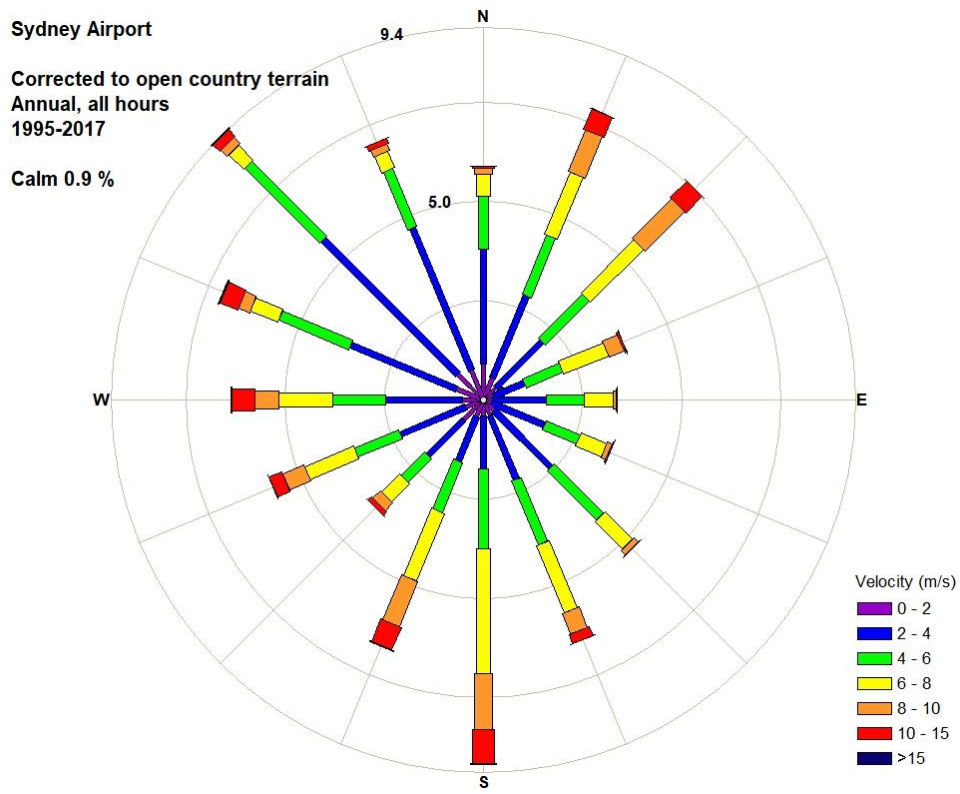 N
Sydney Airport
9.4
Corrected to open country terrain
Annual, all hours
1995-2017
Calm 0.9 %
5.0
W
E
Velocity (m/s)
0 - 2
2 - 4
4 - 6
6 - 8
8 - 10
10 - 15
>15
S